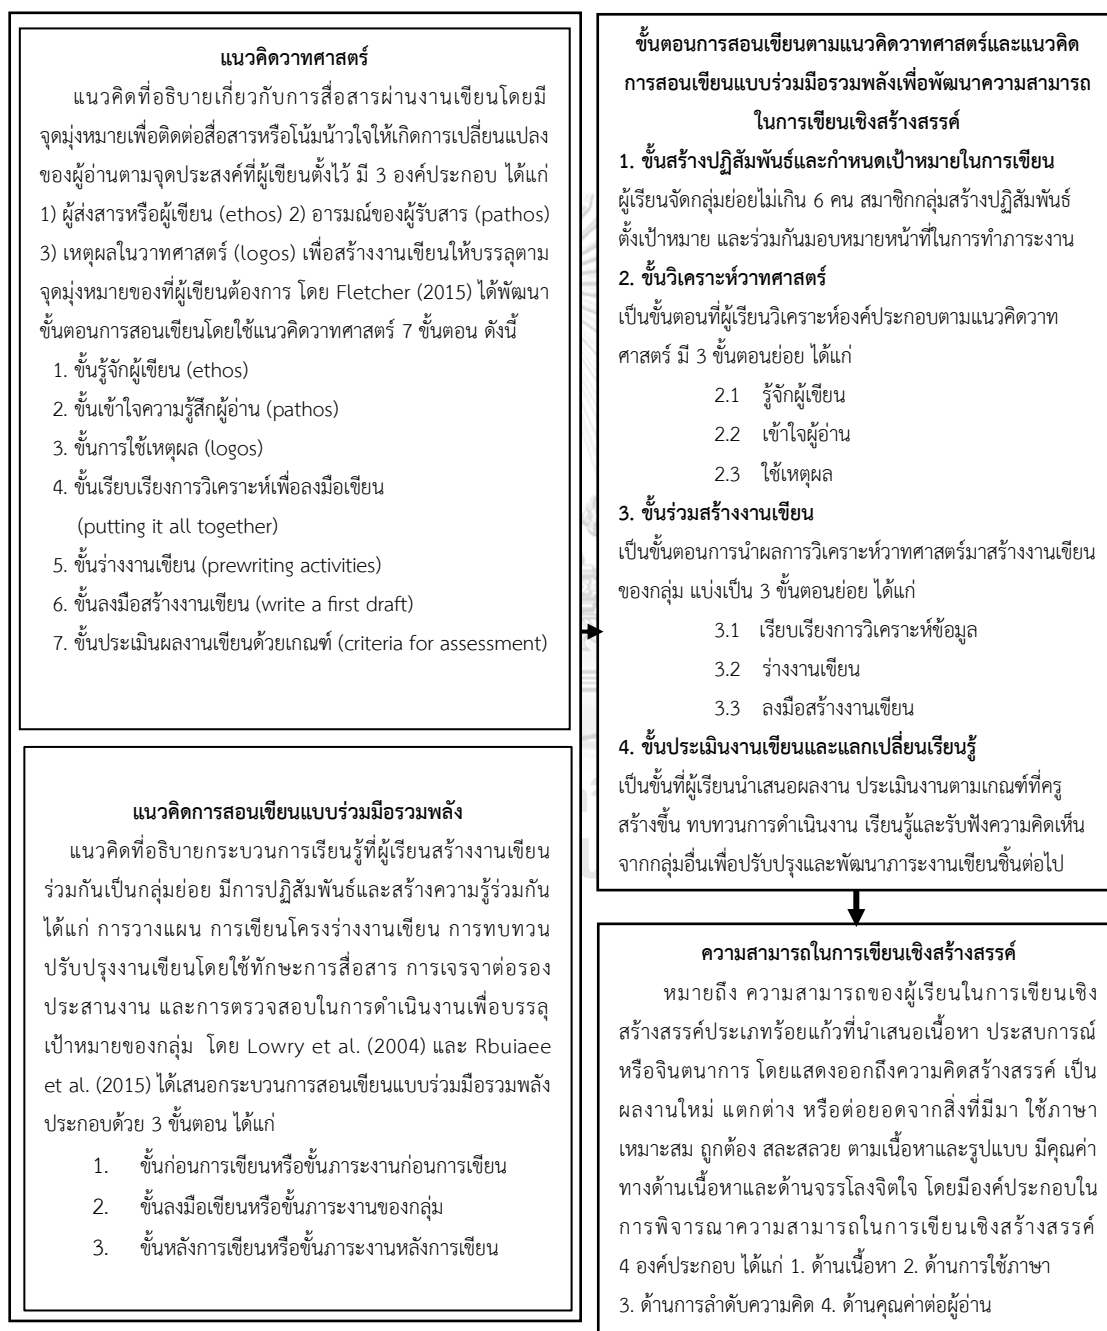 แนวคิดวาทศาสตร์
แนวคิดที่อธิบายเกี่ยวกับการสื่อสารผ่านงานเขียนโดยมี
จุดมุ่งหมายเพื่อติดต่อสื่อสารหรือโน้มน้าวใจให้เกิดการเปลี่ยนแปลง
ของผู้อ่านตามจุดประสงค์ที่ผู้เขียนตั้งไว้ มี 3 องค์ประกอบ ได้แก่
1) ผู้ส่งสารหรือผู้เขียน (ethos) 2) อารมณ์ของผู้รับสาร (pathos)
3) เหตุผลในวาทศาสตร์ (logos) เพื่อสร้างงานเขียนให้บรรลุตาม
จุดมุ่งหมายของที่ผู้เขียนต้องการ โดย Fletcher (2015) ได้พัฒนา
ขั้นตอนการสอนเขียนโดยใช้แนวคิดวาทศาสตร์ 7 ขั้นตอน ดังนี้
1. ขั้นรู้จักผู้เขียน (ethos)
2. ขั้นเข้าใจความรู้สึกผู้อ่าน (pathos)
3. ขั้นการใช้เหตุผล (logos)
4. ขั้นเรียบเรียงการวิเคราะห์เพื่อลงมือเขียน
(putting it all together)
5. ขั้นร่างงานเขียน (prewriting activities)
6. ขั้นลงมือสร้างงานเขียน (write a first draft)
7. ขั้นประเมินผลงานเขียนด้วยเกณฑ์ (criteria for assessment)
แนวคิดการสอนเขียนแบบร่วมมือรวมพลัง
แนวคิดที่อธิบายกระบวนการเรียนรู้ที่ผู้เรียนสร้างงานเขียน
ร่วมกันเป็นกลุ่มย่อย มีการปฏิสัมพันธ์และสร้างความรู้ร่วมกัน
ได้แก่ การวางแผน การเขียนโครงร่างงานเขียน การทบทวน
ปรับปรุงงานเขียนโดยใช้ทักษะการสื่อสาร การเจรจาต่อรอง
ประสานงาน และการตรวจสอบในการดำเนินงานเพื่อบรรลุ
เป้าหมายของกลุ่ม โดย Lowry et al. (2004) และ Rbuiaee
et al. (2015) ได้เสนอกระบวนการสอนเขียนแบบร่วมมือรวมพลัง
ประกอบด้วย 3 ขั้นตอน ได้แก่
1. ขั้นก่อนการเขียนหรือขั้นภาระงานก่อนการเขียน
2. ขั้นลงมือเขียนหรือขั้นภาระงานของกลุ่ม
3. ขั้นหลังการเขียนหรือขั้นภาระงานหลังการเขียน
ขั้นตอนการสอนเขียนตามแนวคิดวาทศาสตร์และแนวคิด
การสอนเขียนแบบร่วมมือรวมพลังเพื่อพัฒนาความสามารถ
ในการเขียนเชิงสร้างสรรค์
1. ขั้นสร้างปฏิสัมพันธ์และกำหนดเป้าหมายในการเขียน
ผู้เรียนจัดกลุ่มย่อยไม่เกิน 6 คน สมาชิกกลุ่มสร้างปฏิสัมพันธ์
ตั้งเป้าหมาย และร่วมกันมอบหมายหน้าที่ในการทำภาระงาน
2. ขั้นวิเคราะห์วาทศาสตร์
เป็นขั้นตอนที่ผู้เรียนวิเคราะห์องค์ประกอบตามแนวคิดวาท
ศาสตร์ มี 3 ขั้นตอนย่อย ได้แก่
2.1 รู้จักผู้เขียน
2.2 เข้าใจผู้อ่าน
2.3 ใช้เหตุผล
3. ขั้นร่วมสร้างงานเขียน
เป็นขั้นตอนการนำผลการวิเคราะห์วาทศาสตร์มาสร้างงานเขียน
ของกลุ่ม แบ่งเป็น 3 ขั้นตอนย่อย ได้แก่
3.1 เรียบเรียงการวิเคราะห์ข้อมูล
3.2 ร่างงานเขียน
3.3 ลงมือสร้างงานเขียน
4. ขั้นประเมินงานเขียนและแลกเปลี่ยนเรียนรู้
เป็นขั้นที่ผู้เรียนนำเสนอผลงาน ประเมินงานตามเกณฑ์ที่ครู
สร้างขึ้น ทบทวนการดำเนินงาน เรียนรู้และรับฟังความคิดเห็น
จากกลุ่มอื่นเพื่อปรับปรุงและพัฒนาภาระงานเขียนชิ้นต่อไป
ความสามารถในการเขียนเชิงสร้างสรรค์
หมายถึง ความสามารถของผู้เรียนในการเขียนเชิง
สร้างสรรค์ประเภทร้อยแก้วที่นำเสนอเนื้อหา ประสบการณ์
หรือจินตนาการ โดยแสดงออกถึงความคิดสร้างสรรค์ เป็น
ผลงานใหม่ แตกต่าง หรือต่อยอดจากสิ่งที่มีมา ใช้ภาษา
เหมาะสม ถูกต้อง สละสลวย ตามเนื้อหาและรูปแบบ มีคุณค่า
ทางด้านเนื้อหาและด้านจรรโลงจิตใจ โดยมีองค์ประกอบใน
การพิจารณาความสามารถในการเขียนเชิงสร้างสรรค์
4 องค์ประกอบ ได้แก่ 1. ด้านเนื้อหา 2. ด้านการใช้ภาษา
3. ด้านการลำดับความคิด 4. ด้านคุณค่าต่อผู้อ่าน